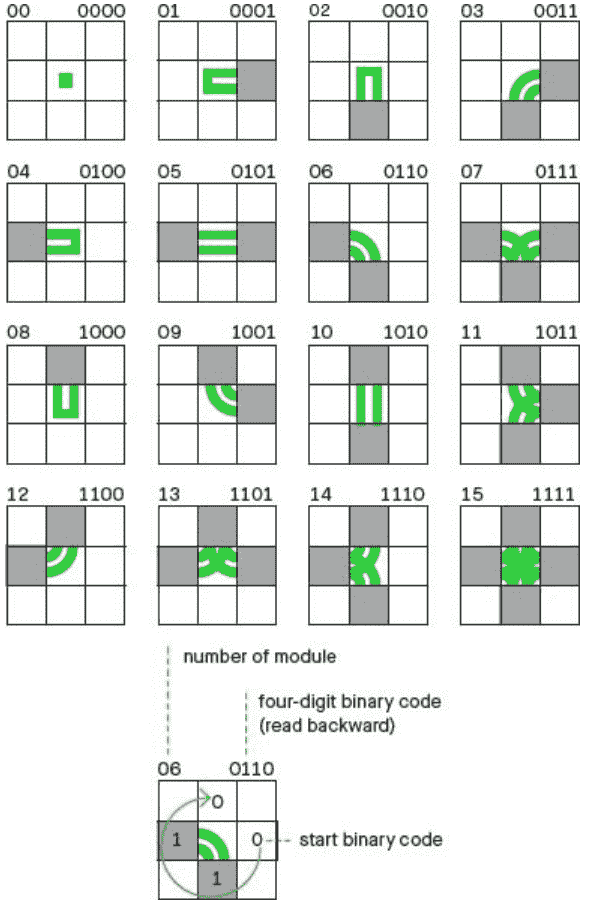 00 0000 01 0001 02 0010 03 0011
04 0100 05 0101 06 0110 07 0111
08 1000 09 1001 10 1010 11 1011
12 1100 13 1101 14 1110 15 1111
number of module
four-digit binary code
(read backward)
06 0110
0
1 0 start binary code
1